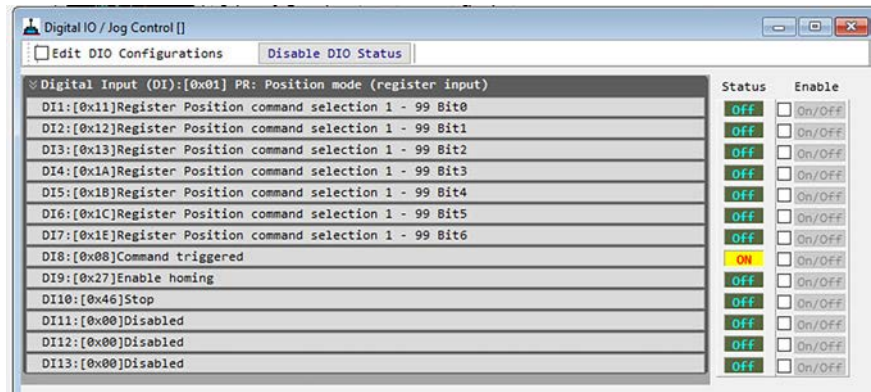 Digital IO / Jog Control []
Edit DIO Configurations Disable DIO Status
Digital Input (DI):[0x01] PR: Position mode (register input) Status Enable
DI1:[0x11]Register Position command selection 1 - 99 Bit0 Off On/Off
DI2:[0x12]Register Position command selection 1 - 99 Bit1 Off On/Off
DI3:[0x13]Register Position command selection 1 - 99 Bit2 Off On/Off
DI4:[0x1A]Register Position command selection 1 - 99 Bit3 Off On/Off
DI5:[0x1B]Register Position command selection 1 - 99 Bit4 Off On/Off
DI6:[0x1C]Register Position command selection 1 - 99 Bit5 Off On/Off
DI7:[0x1E]Register Position command selection 1 - 99 Bit6 Off On/Off
DI8:[0x08]Command triggered ON On/Off
DI9:[0x27]Enable homing Off On/Off
DI10:[0x46]Stop Off On/Off
DI11:[0x00]Disabled Off On/Off
DI12:[0x00]Disabled Off On/Off
DI13:[0x00]Disabled Off On/Off